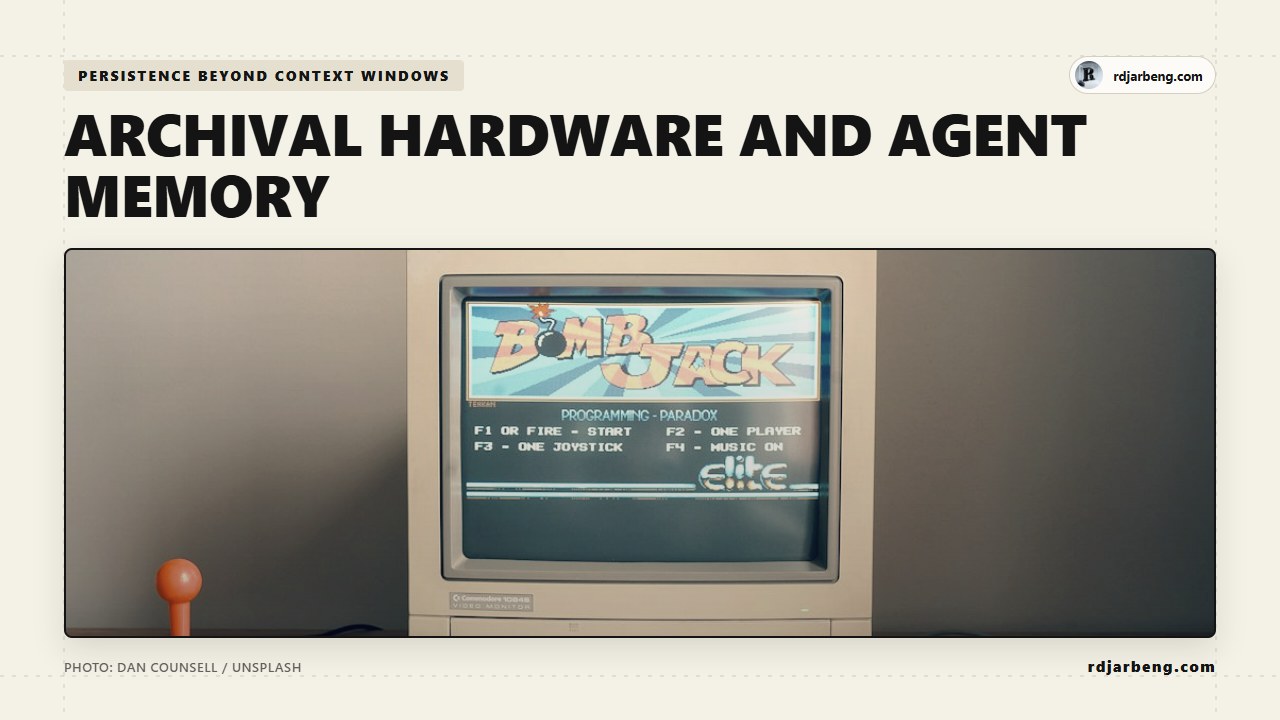 PERSISTENCE BEYOND CONTEXT WINDOWS
R rdjarbeng.com
ARCHIVAL HARDWARE AND AGENT
MEMORY
BOMB
JACK
PROGRAMMING - PARADOX
F1 OR FIRE - START F2 - ONE PLAYER
F3 - ONE JOYSTICK F4 - MUSIC ON
elite
Commodore
VIDEO MONITOR
PHOTO: DAN COUNSELL / UNSPLASH
rdjarbeng.com